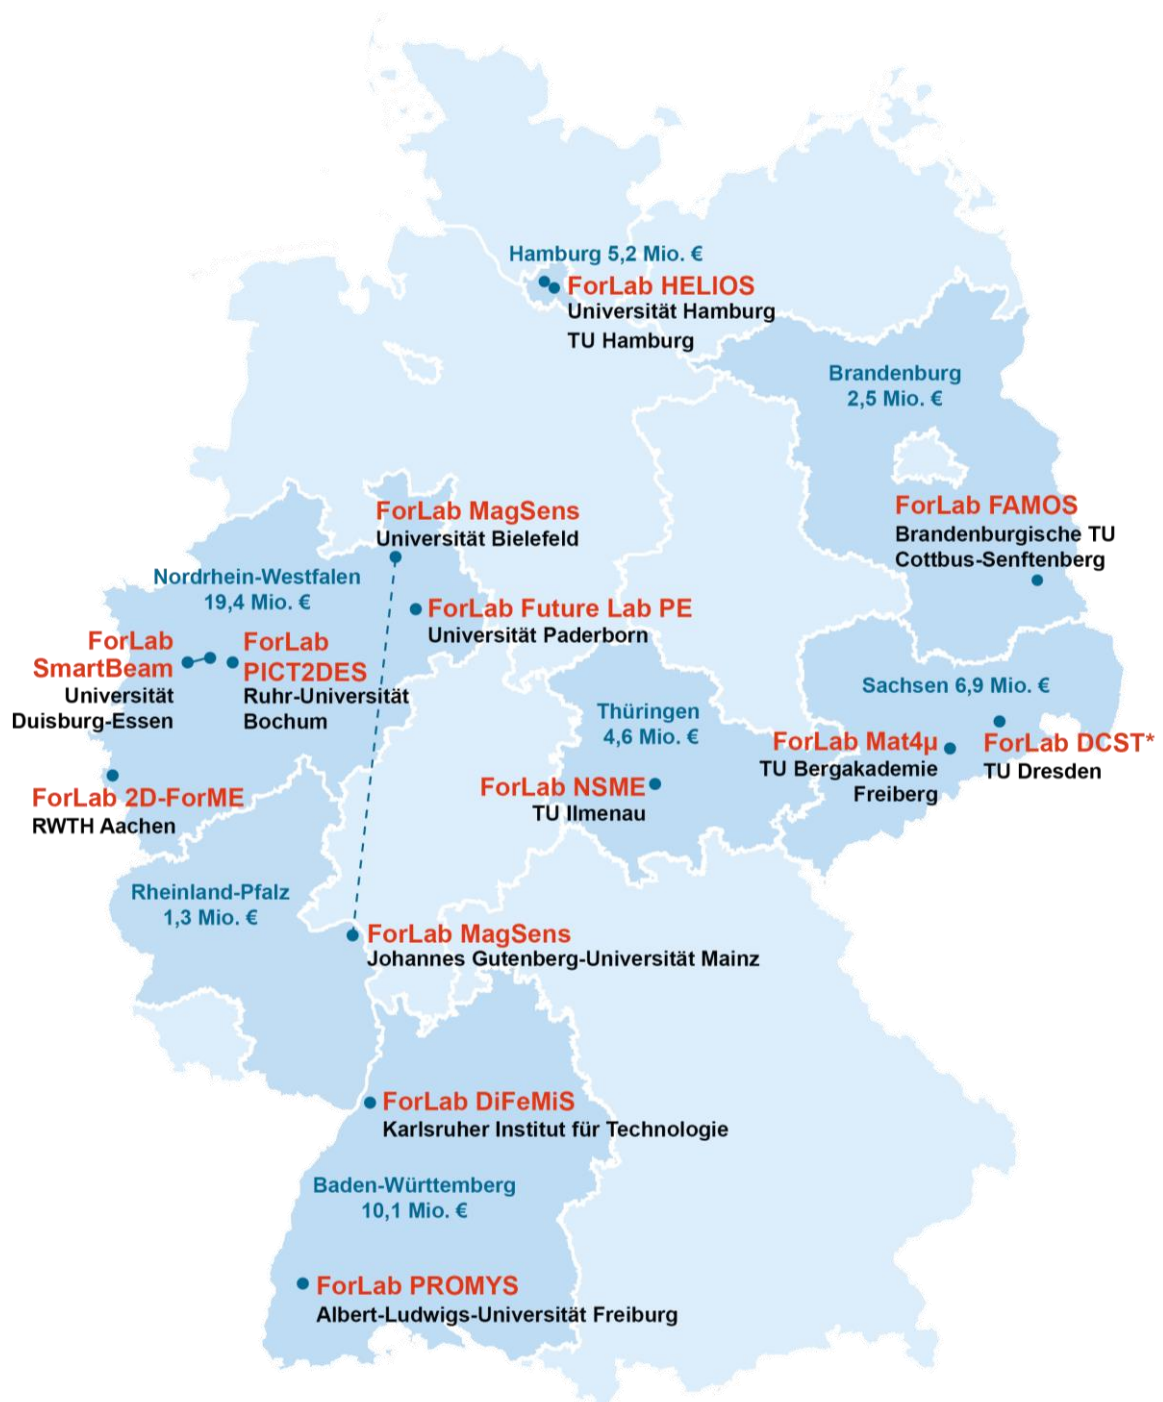 Hamburg 5,2 Mio. €
ForLab HELIOS
Universität Hamburg
TU Hamburg
Brandenburg
2,5 Mio. €
ForLab FAMOS
Brandenburgische TU
Cottbus-Senftenberg
ForLab MagSens
Universität Bielefeld
Nordrhein-Westfalen
19,4 Mio. €
ForLab Future Lab PE
Universität Paderborn
ForLab
SmartBeam
Universität
Duisburg-Essen
ForLab
PICT2DES
Ruhr-Universität
Bochum
ForLab 2D-ForME
RWTH Aachen
Thüringen
4,6 Mio. €
ForLab NSME
TU Ilmenau
Sachsen 6,9 Mio. €
ForLab Mat4µ
TU Bergakademie
Freiberg
ForLab DCST*
TU Dresden
Rheinland-Pfalz
1,3 Mio. €
ForLab MagSens
Johannes Gutenberg-Universität Mainz
ForLab DiFeMiS
Karlsruher Institut für Technologie
Baden-Württemberg
10,1 Mio. €
ForLab PROMYS
Albert-Ludwigs-Universität Freiburg